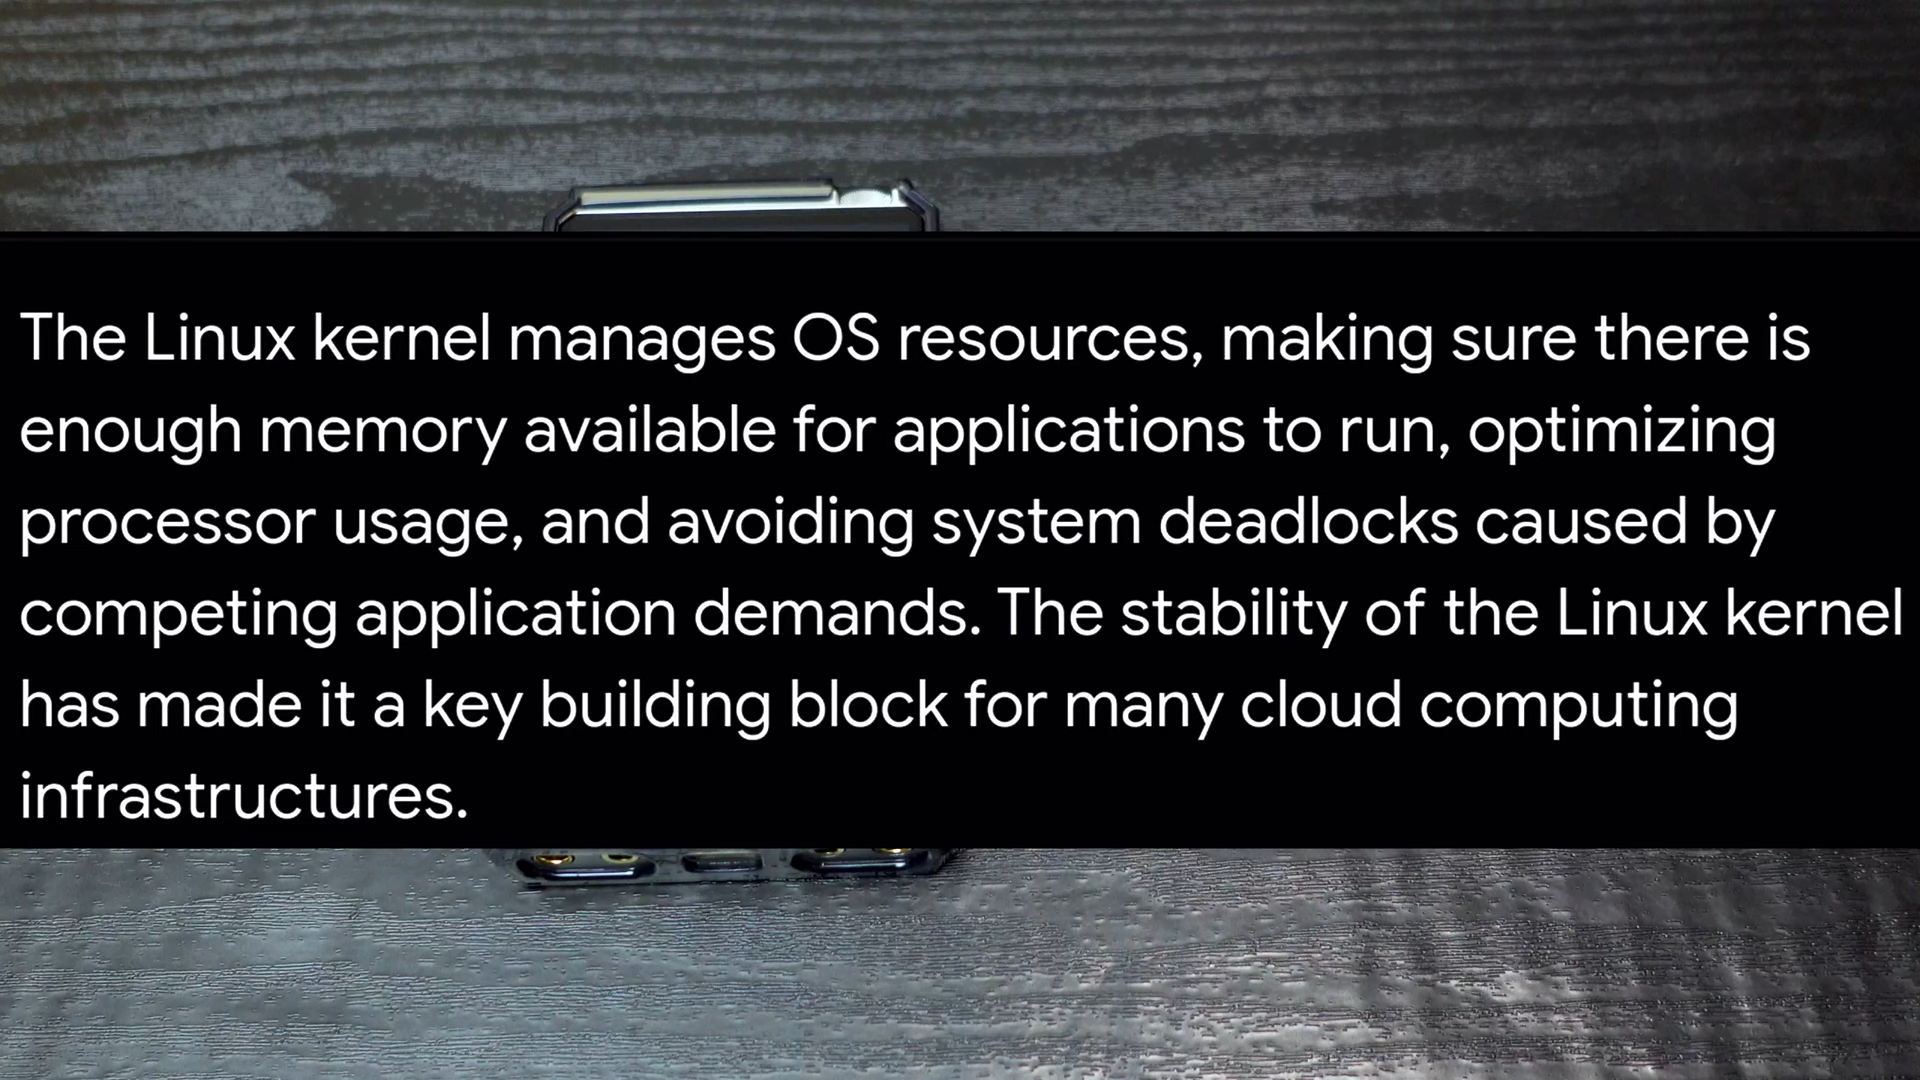 The Linux kernel manages OS resources, making sure there is
enough memory available for applications to run, optimizing
processor usage, and avoiding system deadlocks caused by
competing application demands. The stability of the Linux kernel
has made it a key building block for many cloud computing
infrastructures.